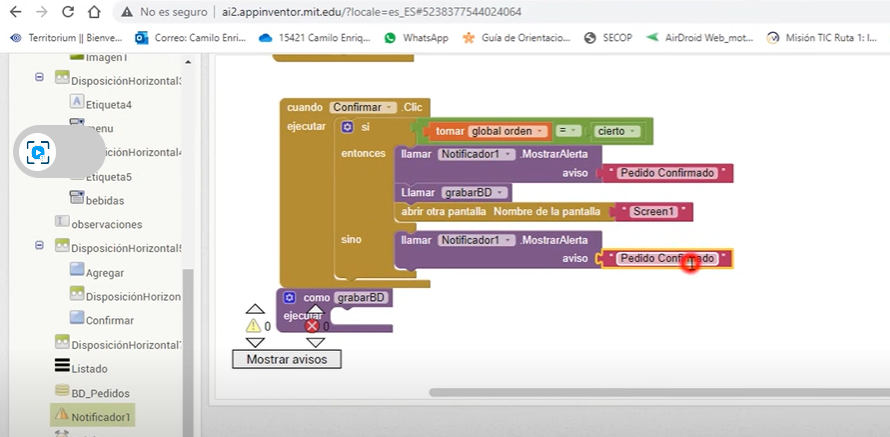 No es seguro | ai2.appinventor.mit.edu/?locale=es_ES#5238377544024064
Territorium || Bienve...
Correo: Camilo Enri...
15421 Camilo Enriq...
WhatsApp
Guía de Orientacio...
SECOP
AirDroid Web_mot...
Misión TIC Ruta 1: I...
Imagen1
DisposiciónHorizontal3
Etiqueta4
menu
Etiqueta5
bebidas
observaciones
DisposiciónHorizontal5
Agregar
DisposiciónHorizon
Confirmar
DisposiciónHorizontal
Listado
BD_Pedidos
Notificador1
cuando Confirmar .Clic
ejecutar si tomar global orden = cierto
entonces llamar Notificador1 .MostrarAlerta
aviso " Pedido Confirmado "
Llamar grabarBD
abrir otra pantalla Nombre de la pantalla " Screen1 "
sino llamar Notificador1 .MostrarAlerta
aviso " Pedido Confirmado "
como grabarBD
ejecutar
0 0
Mostrar avisos